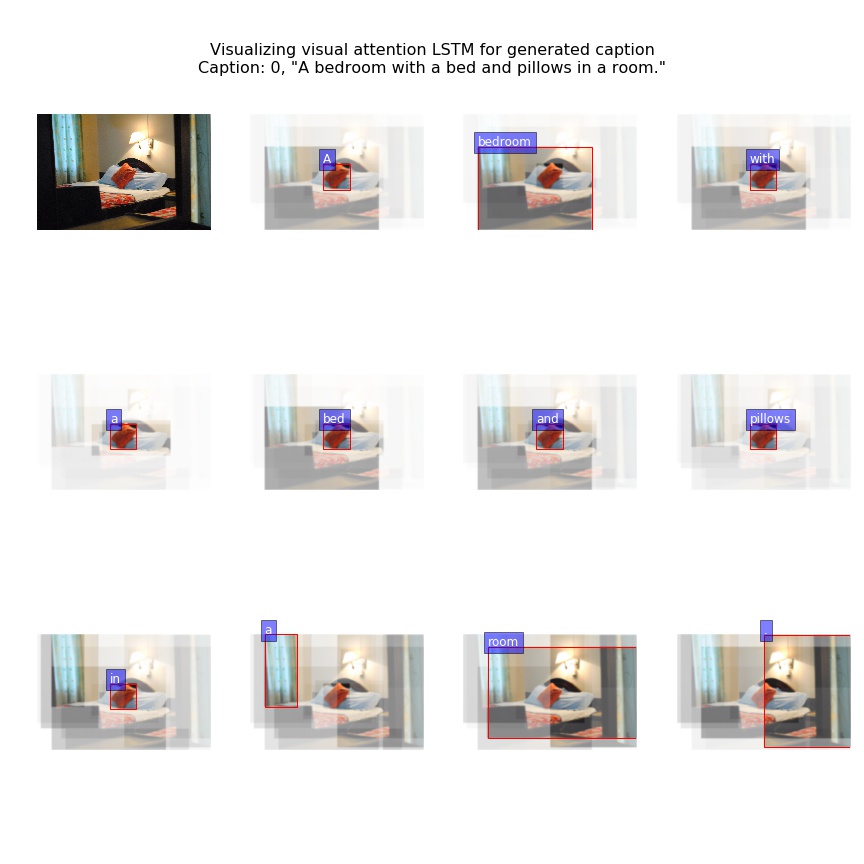 Visualizing visual attention LSTM for generated caption
Caption: 0, "A bedroom with a bed and pillows in a room."
A
bedroom
with
a
bed
and
pillows
in
a
room
.